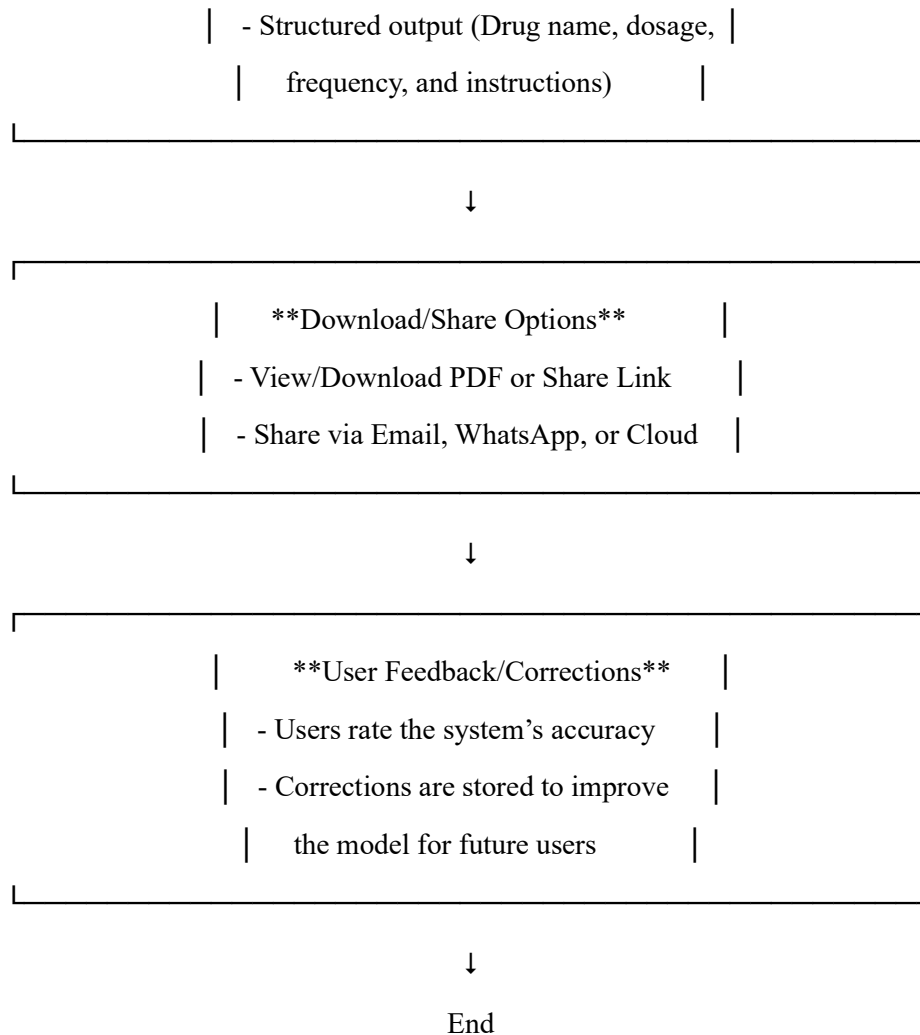 - Structured output (Drug name, dosage,
frequency, and instructions)
↓
**Download/Share Options**
- View/Download PDF or Share Link
- Share via Email, WhatsApp, or Cloud
↓
**User Feedback/Corrections**
- Users rate the system’s accuracy
- Corrections are stored to improve
the model for future users
↓
End